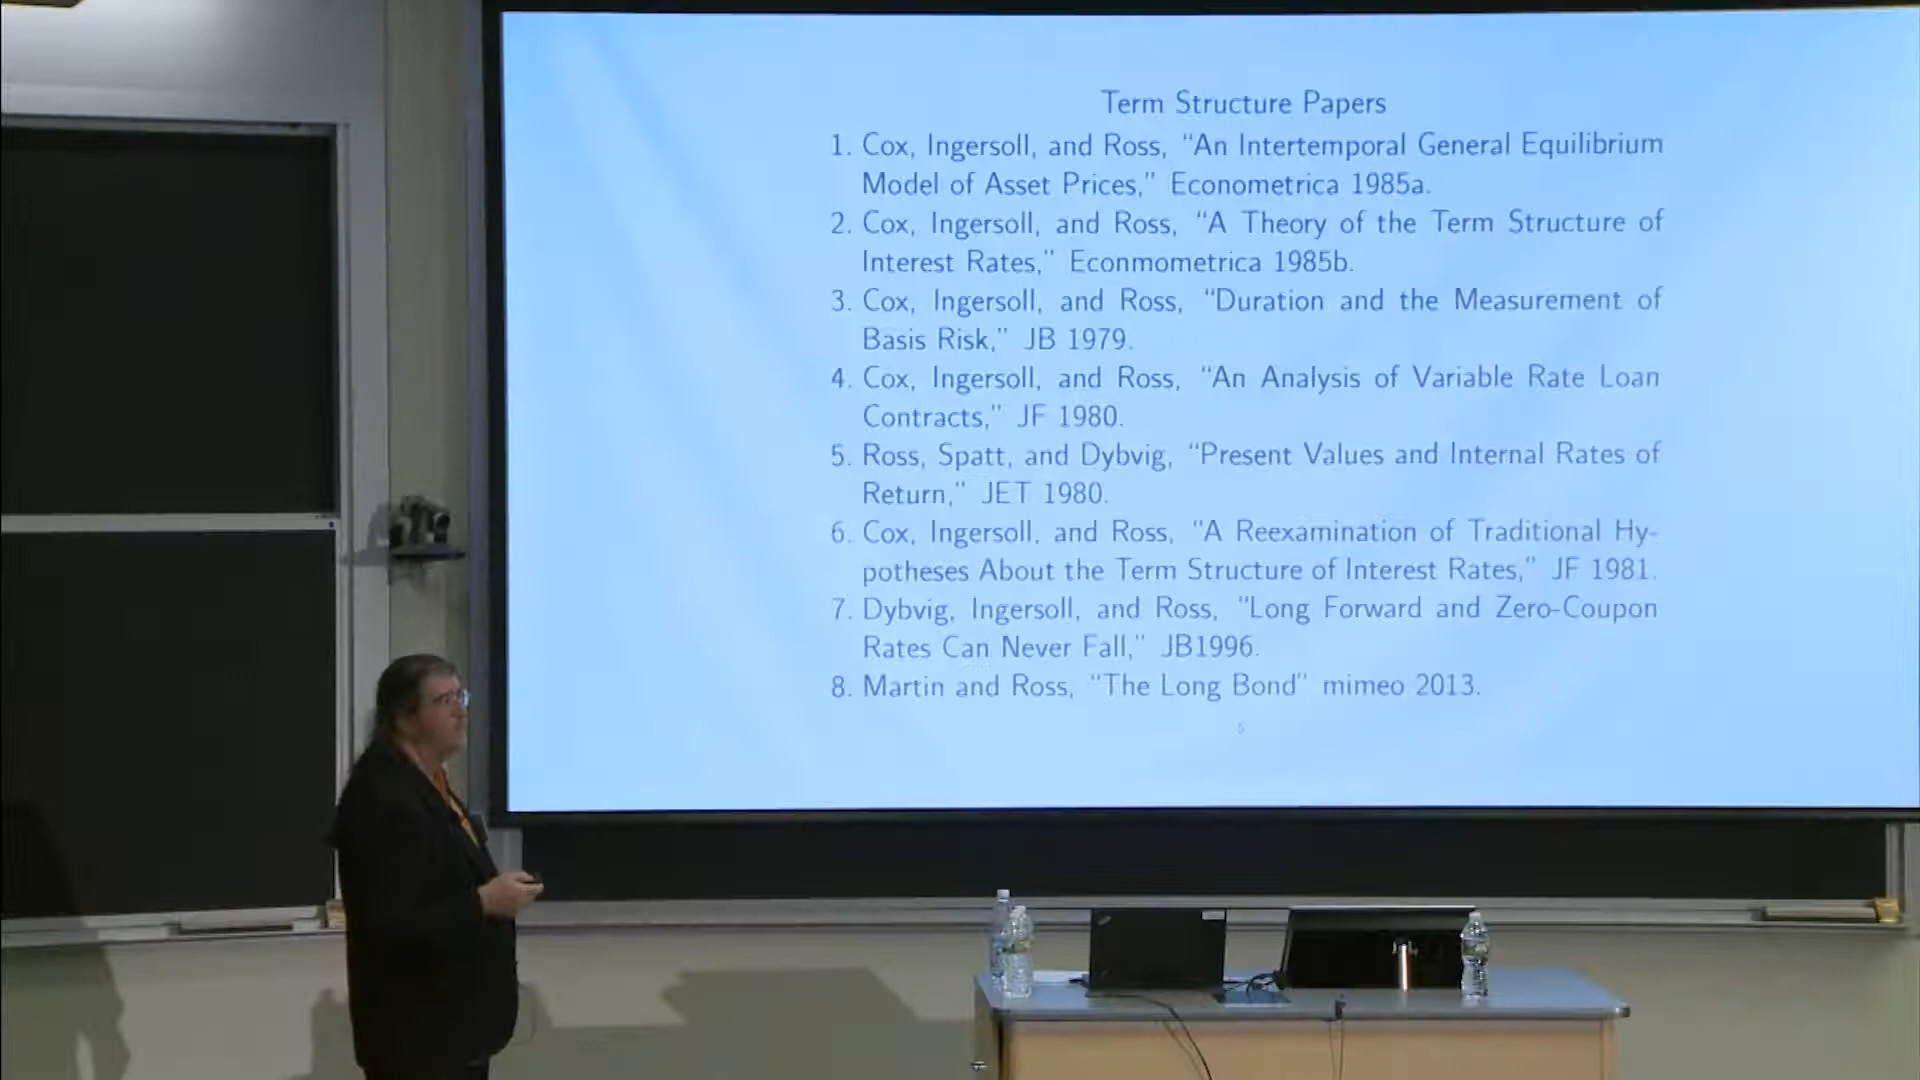 Term Structure Papers
1. Cox, Ingersoll, and Ross, “An Intertemporal General Equilibrium
Model of Asset Prices,” Econometrica 1985a.
2. Cox, Ingersoll, and Ross, “A Theory of the Term Structure of
Interest Rates,” Econmometrica 1985b.
3. Cox, Ingersoll, and Ross, “Duration and the Measurement of
Basis Risk,” JB 1979.
4. Cox, Ingersoll, and Ross, “An Analysis of Variable Rate Loan
Contracts,” JF 1980.
5. Ross, Spatt, and Dybvig, “Present Values and Internal Rates of
Return,” JET 1980.
6. Cox, Ingersoll, and Ross, “A Reexamination of Traditional Hy-
potheses About the Term Structure of Interest Rates,” JF 1981.
7. Dybvig, Ingersoll, and Ross, “Long Forward and Zero-Coupon
Rates Can Never Fall,” JB1996.
8. Martin and Ross, “The Long Bond” mimeo 2013.